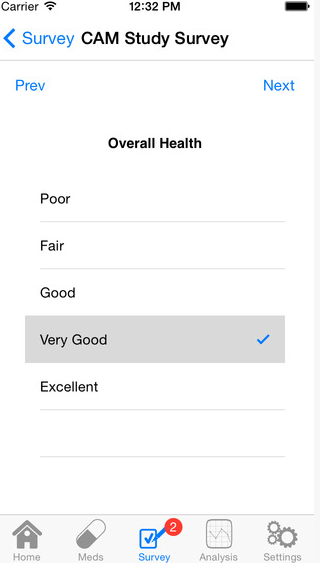 Carrier 12:32 PM
Survey CAM Study Survey
Prev Next
Overall Health
Poor
Fair
Good
Very Good
Excellent
2
Home Meds Survey Analysis Settings